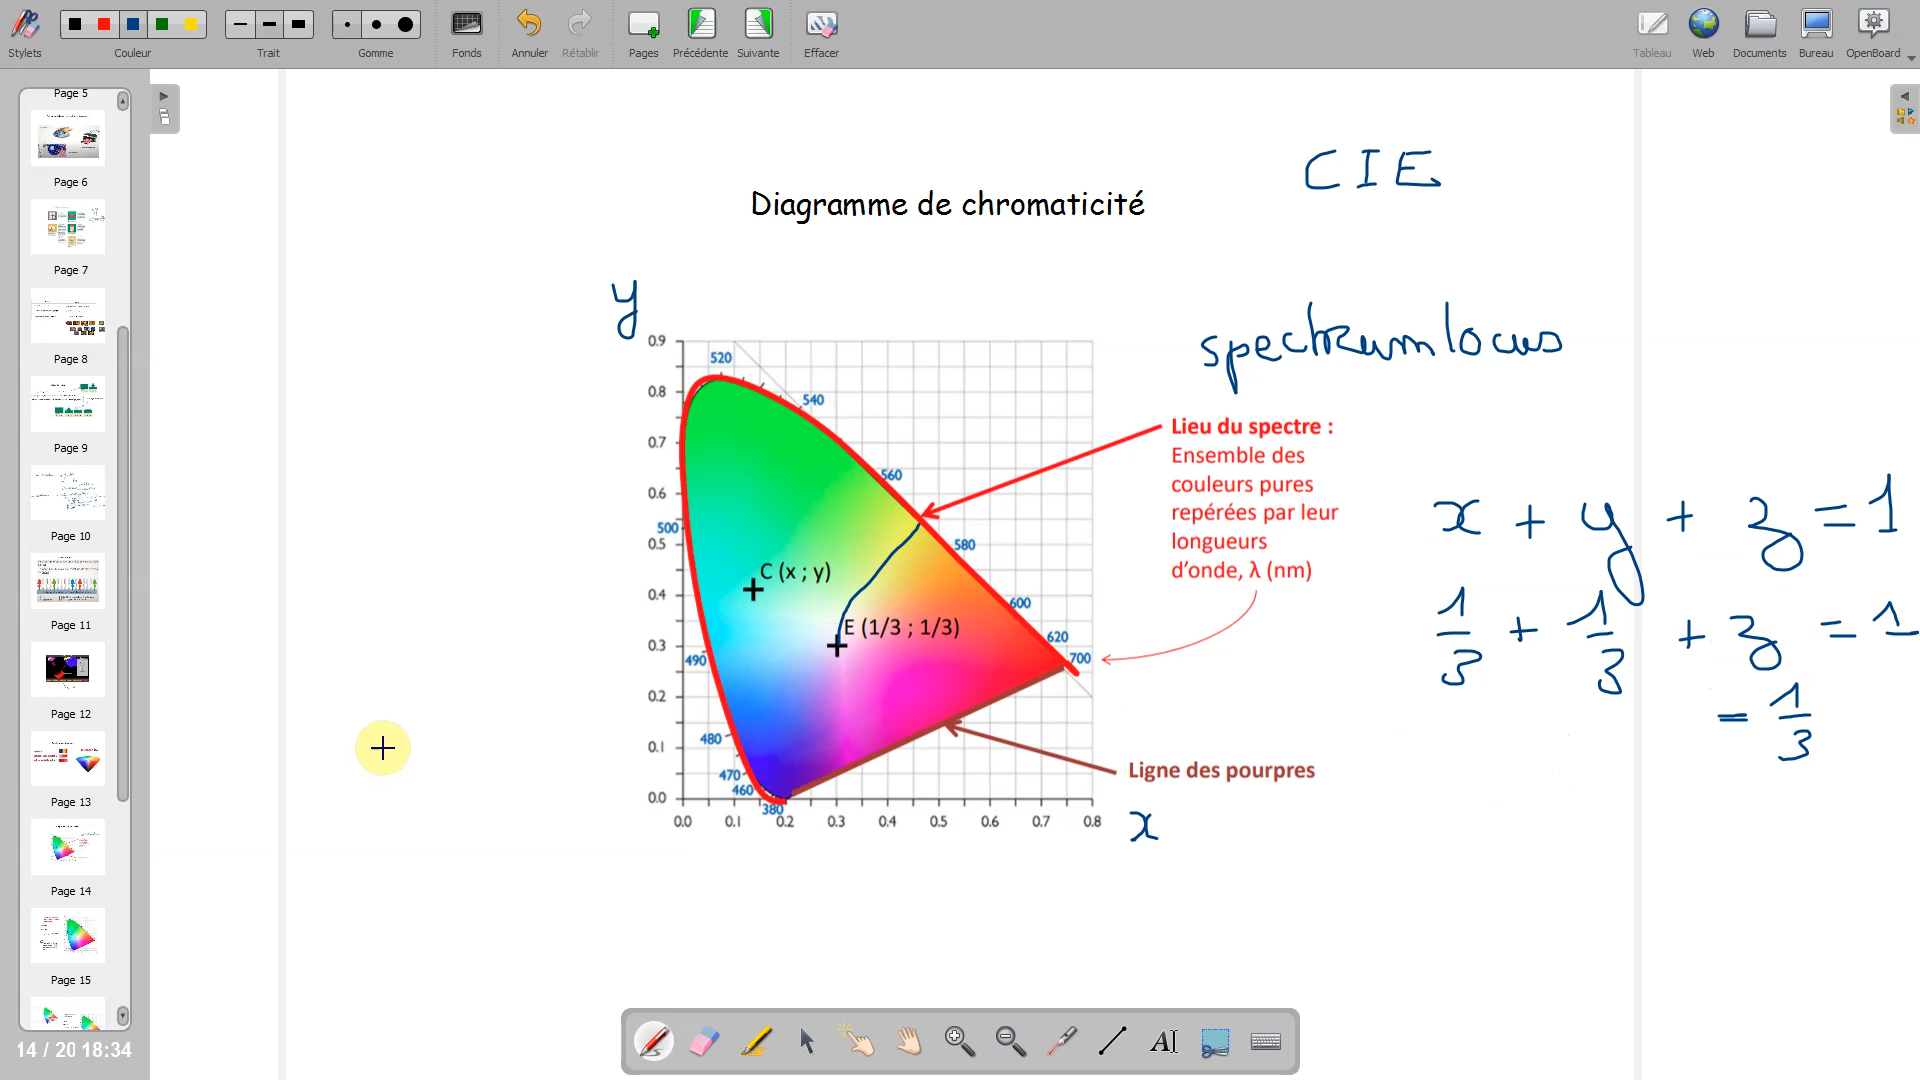 Stylets
Couleur
Trait
Gomme
Fonds
Annuler
Rétablir
Pages
Précédente
Suivante
Effacer
Tableau
Web
Documents
Bureau
OpenBoard
Page 5
Page 6
Page 7
Page 8
Page 9
Page 10
Page 11
Page 12
Page 13
Page 14
Page 15
14 / 20 18:34
CIE
Diagramme de chromaticité
y
spectrum locus
0.9
0.8
0.7
0.6
0.5
0.4
0.3
0.2
0.1
0.0
0.0 0.1 0.2 0.3 0.4 0.5 0.6 0.7 0.8
x
520
540
560
580
600
620
700
500
490
480
470
460
380
C (x ; y)
E (1/3 ; 1/3)
Lieu du spectre :
Ensemble des
couleurs pures
repérées par leur
longueurs
d'onde, λ (nm)
Ligne des pourpres
x + y + z = 1
1/3 + 1/3 + z = 1
= 1/3
AI